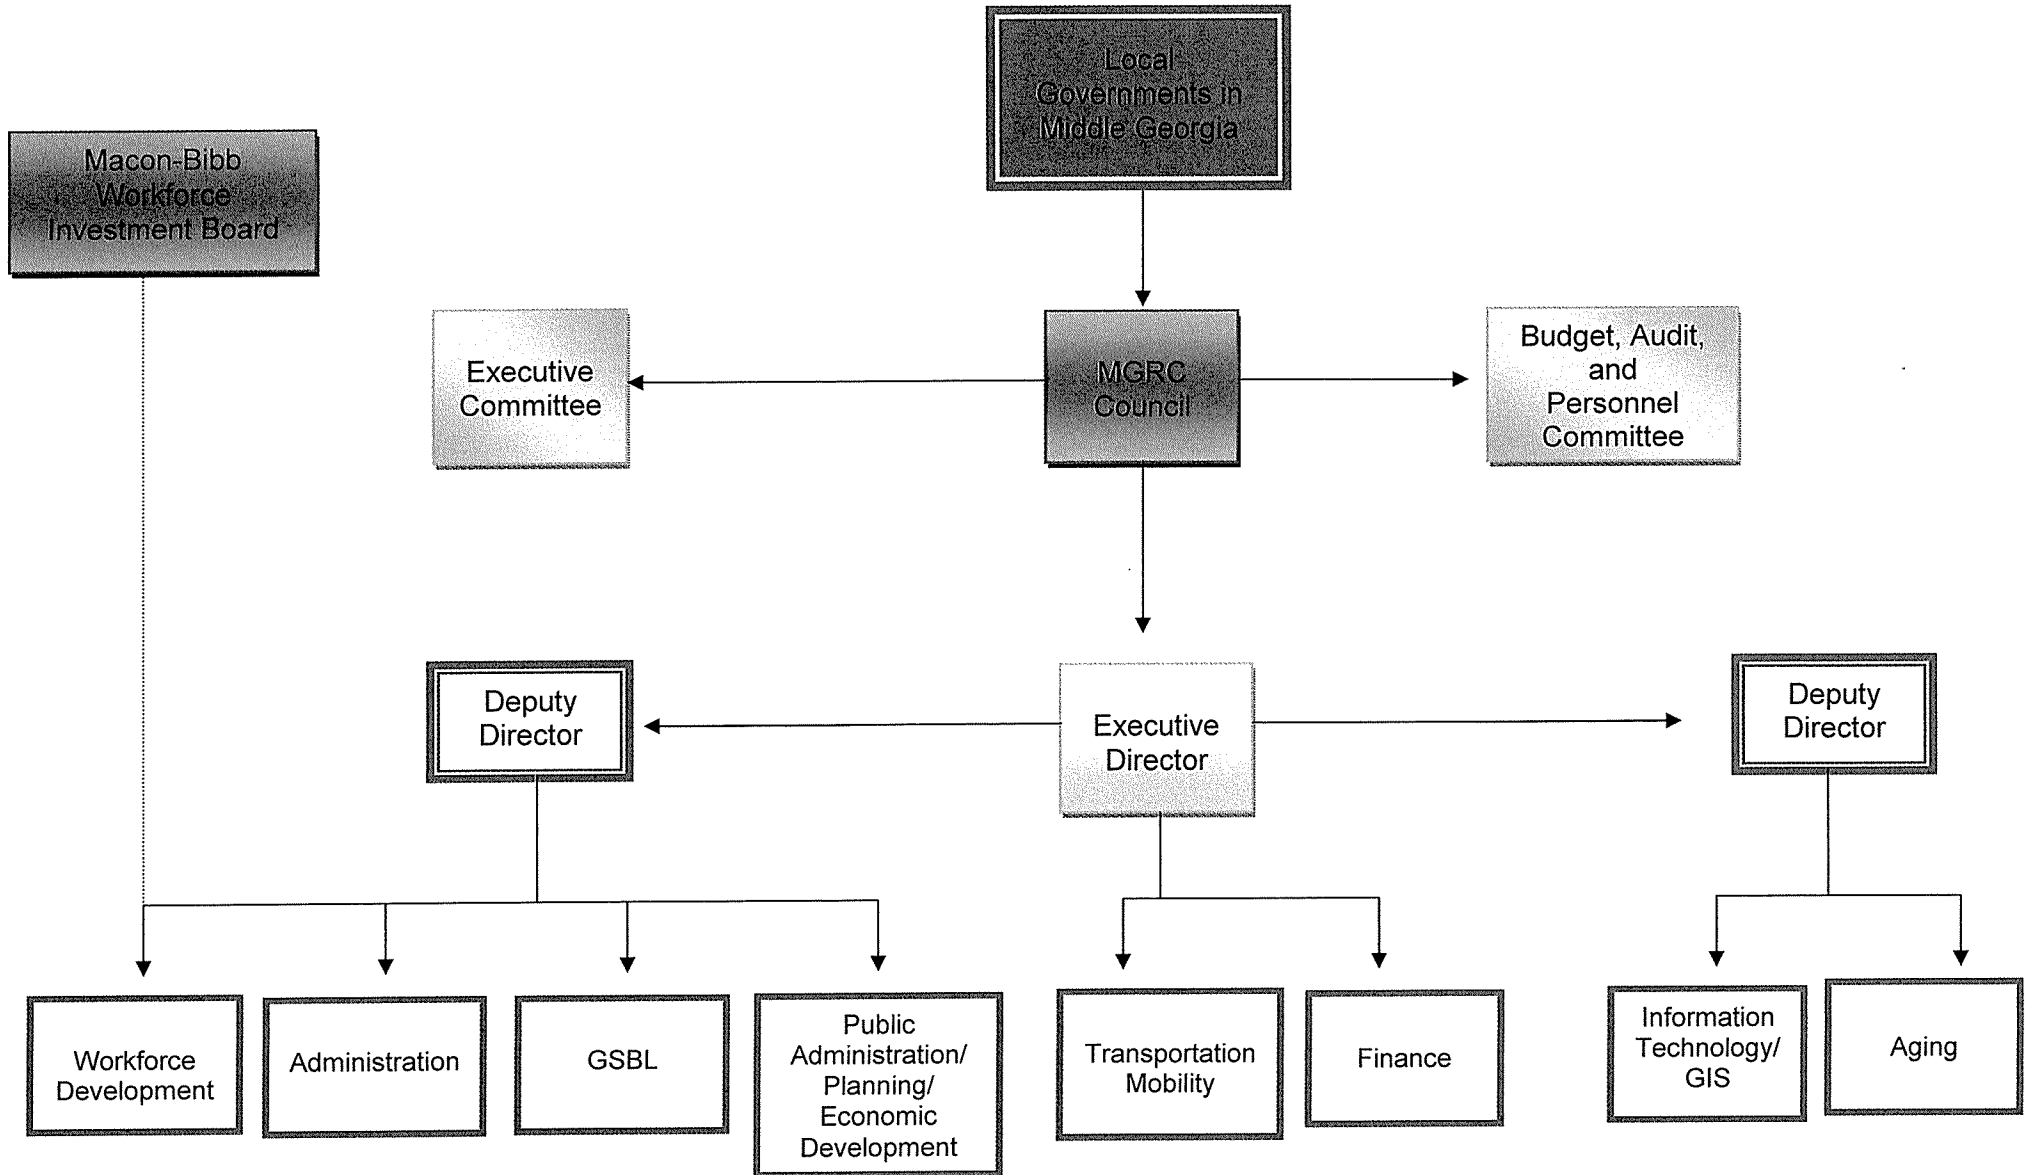 Local
Governments in
Middle Georgia
Macon-Bibb
Workforce
Investment Board
Executive
Committee
MGRC
Council
Budget, Audit,
and
Personnel
Committee
Deputy
Director
Executive
Director
Deputy
Director
Workforce
Development
Administration
GSBL
Public
Administration/
Planning/
Economic
Development
Transportation
Mobility
Finance
Information
Technology/
GIS
Aging